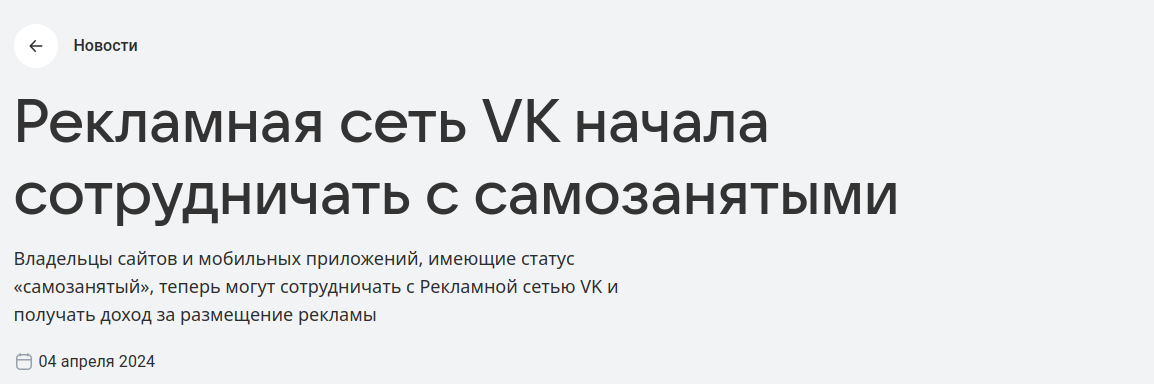 Новости
Рекламная сеть VK начала
сотрудничать с самозанятыми
Владельцы сайтов и мобильных приложений, имеющие статус
«самозанятый», теперь могут сотрудничать с Рекламной сетью VK и
получать доход за размещение рекламы
04 апреля 2024